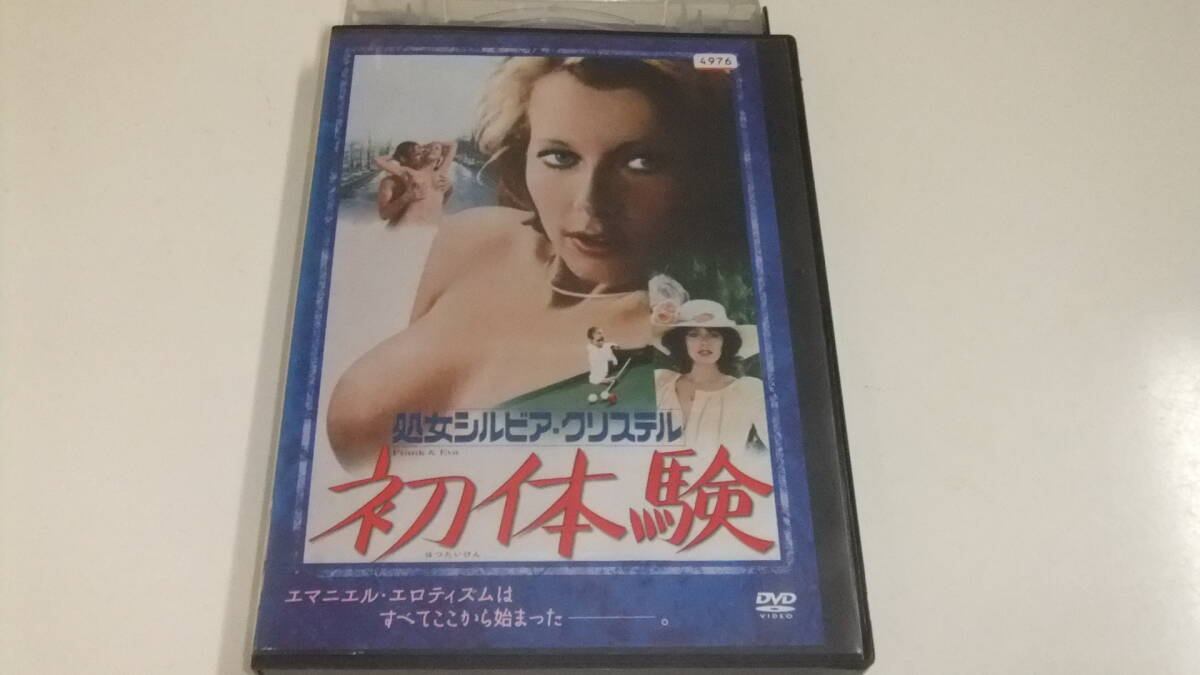 4976
処女シルビア・クリステル
Frank & Eva
初体験
はつたいけん
エマニエル・エロティズムは
すべてここから始まった――――。
DVD
VIDEO